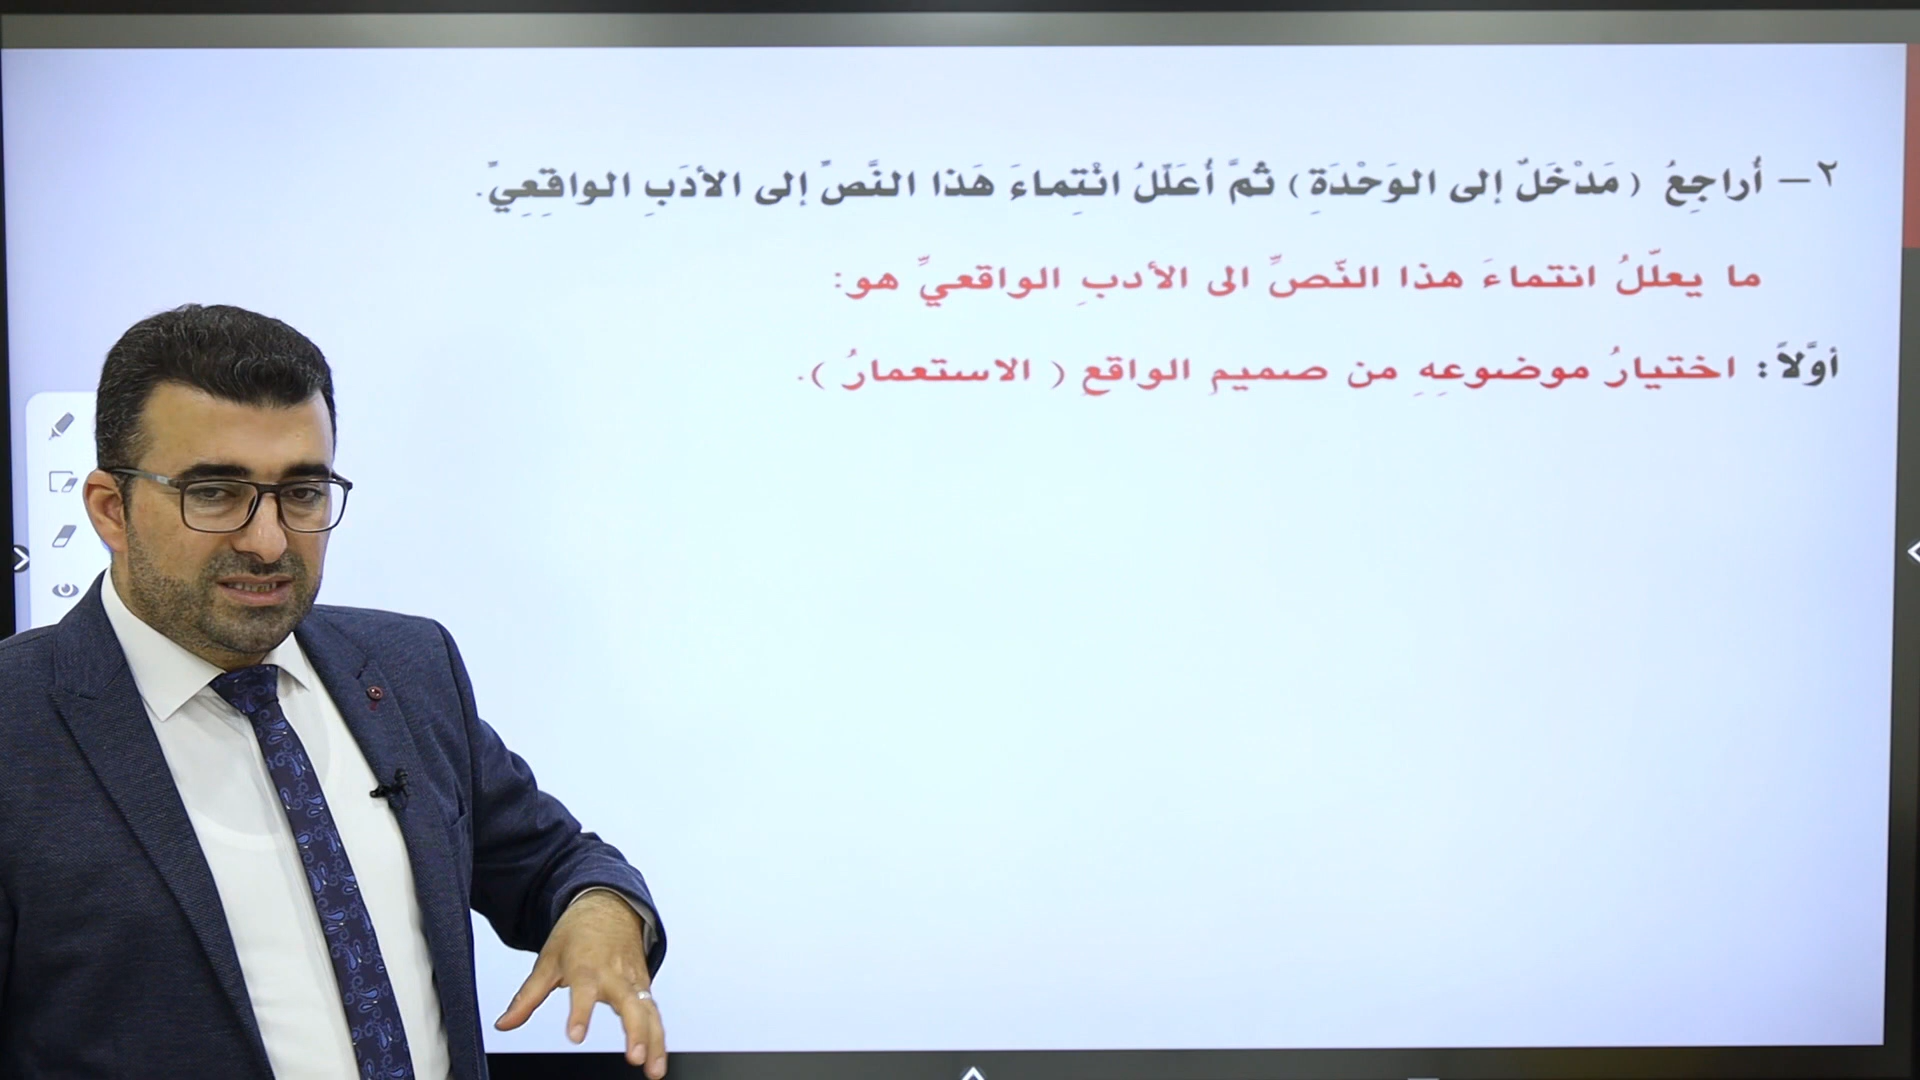 ٢ – أُراجِعُ (مَدْخَلٌ إلى الوَحْدَةِ) ثمَّ أُعَلّلُ انْتِماءَ هَذا النَّصِّ إلى الأدَبِ الواقِعِيِّ.
ما يعلّلُ انتماءَ هذا النّصِّ الى الأدبِ الواقعيِّ هو:
أوّلاً: اختيارُ موضوعِهِ من صميمِ الواقعِ (الاستعمارُ).